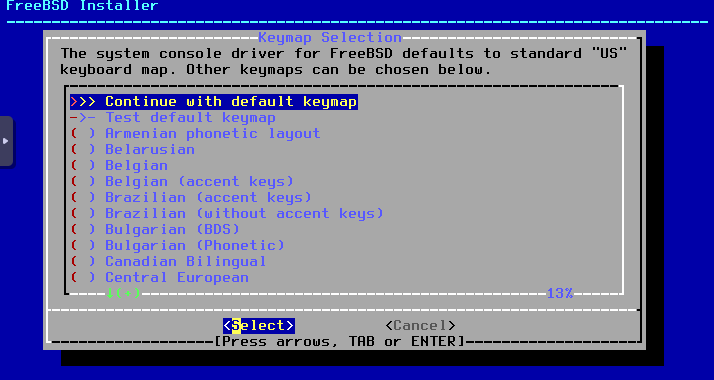 FreeBSD Installer
Keymap Selection
The system console driver for FreeBSD defaults to standard "US"
keyboard map. Other keymaps can be chosen below.
>>> Continue with default keymap
->- Test default keymap
( ) Armenian phonetic layout
( ) Belarusian
( ) Belgian
( ) Belgian (accent keys)
( ) Brazilian (accent keys)
( ) Brazilian (without accent keys)
( ) Bulgarian (BDS)
( ) Bulgarian (Phonetic)
( ) Canadian Bilingual
( ) Central European
↓(+) 13%
<Select> <Cancel>
[Press arrows, TAB or ENTER]